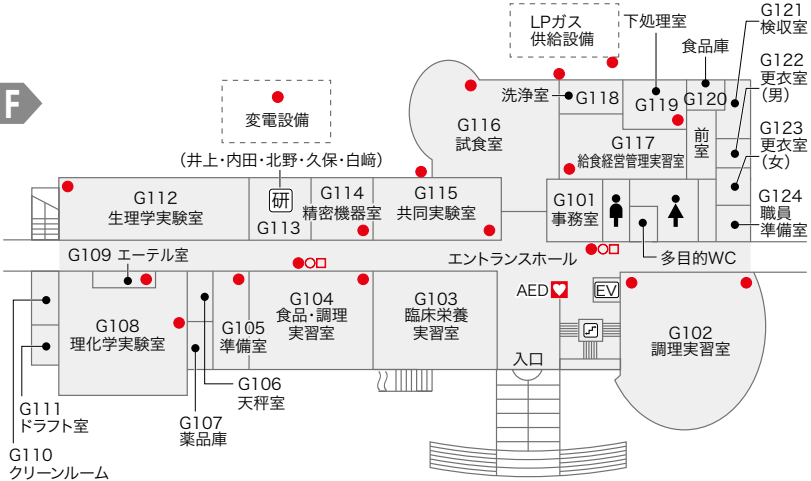 LPガス
供給設備
下処理室
G121
検収室
食品庫
G122
更衣室
(男)
F
変電設備
洗浄室
G118
G119
G120
G116
試食室
G117
給食経営管理実習室
前室
G123
更衣室
(女)
(井上・内田・北野・久保・白﨑)
研
G112
生理学実験室
G113
G114
精密機器室
G115
共同実験室
G101
事務室
G124
職員
準備室
G109 エーテル室
エントランスホール
多目的WC
AED
EV
G108
理化学実験室
G105
準備室
G104
食品・調理
実習室
G103
臨床栄養
実習室
G102
調理実習室
入口
G106
天秤室
G107
薬品庫
G111
ドラフト室
G110
クリーンルーム